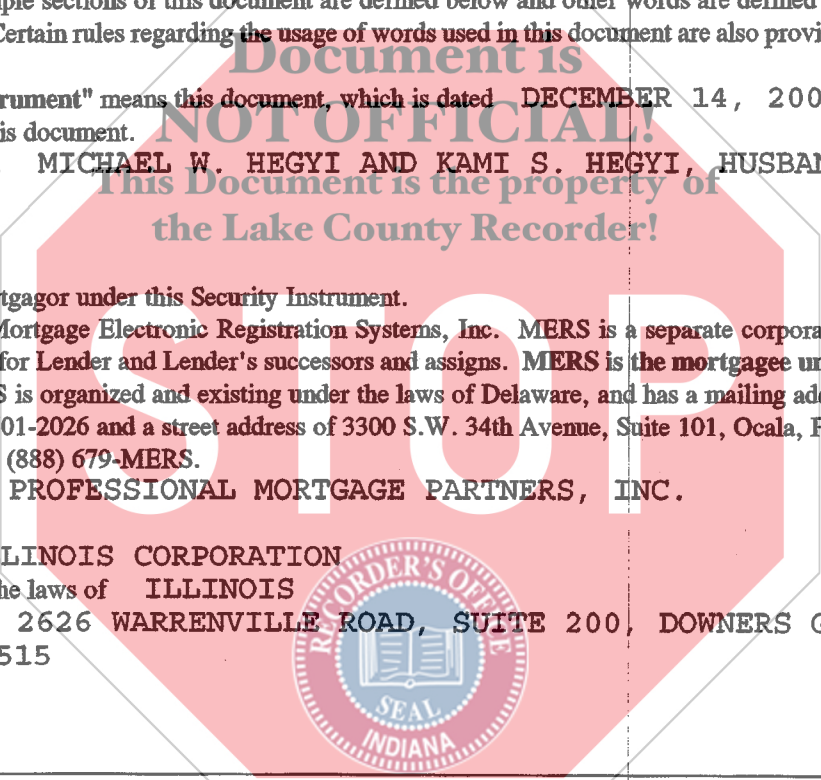 ple sections of this document are defined below and other words are defined
Certain rules regarding the usage of words used in this document are also provi
Document is
rument" means this document, which is dated DECEMBER 14, 200
is document.
NOT OFFICIAL!
MICHAEL W. HEGYI AND KAMI S. HEGYI, HUSBAN
This Document is the property of
the Lake County Recorder!
tgagor under this Security Instrument.
Mortgage Electronic Registration Systems, Inc. MERS is a separate corpora
for Lender and Lender's successors and assigns. MERS is the mortgagee un
S is organized and existing under the laws of Delaware, and has a mailing add
01-2026 and a street address of 3300 S.W. 34th Avenue, Suite 101, Ocala, F
(888) 679-MERS.
STOP
PROFESSIONAL MORTGAGE PARTNERS, INC.
LLINOIS CORPORATION
he laws of ILLINOIS
2626 WARRENVILLE ROAD, SUITE 200, DOWNERS G
515
RECORDER'S OFFICE
SEAL
INDIANA